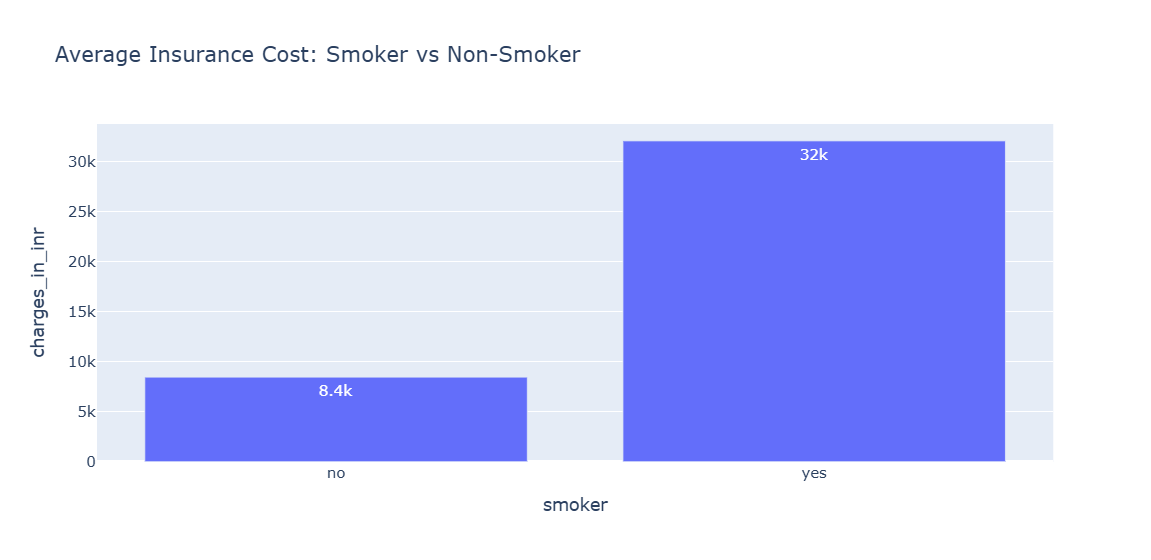 Average Insurance Cost: Smoker vs Non-Smoker
charges_in_inr
30k
25k
20k
15k
10k
5k
0
8.4k
32k
no
yes
smoker